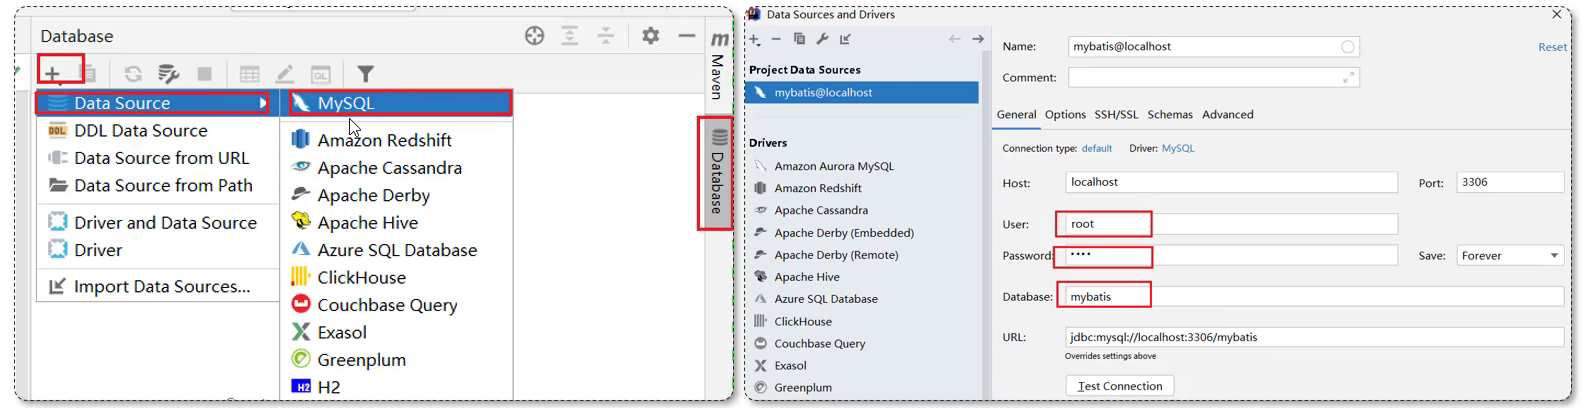 Database
m
Maven
Database
Data Source
DDL Data Source
Data Source from URL
Data Source from Path
Driver and Data Source
Driver
Import Data Sources...
MySQL
Amazon Redshift
Apache Cassandra
Apache Derby
Apache Hive
Azure SQL Database
ClickHouse
Couchbase Query
Exasol
Greenplum
H2 H2
Data Sources and Drivers
Project Data Sources
mybatis@localhost
Drivers
Amazon Aurora MySQL
Amazon Redshift
Apache Cassandra
Apache Derby (Embedded)
Apache Derby (Remote)
Apache Hive
Azure SQL Database
ClickHouse
Couchbase Query
Exasol
Greenplum
Name: mybatis@localhost Reset
Comment:
General Options SSH/SSL Schemas Advanced
Connection type: default Driver: MySQL
Host: localhost Port: 3306
User: root
Password: •••• Save: Forever
Database: mybatis
URL: jdbc:mysql://localhost:3306/mybatis
Overrides settings above
Test Connection